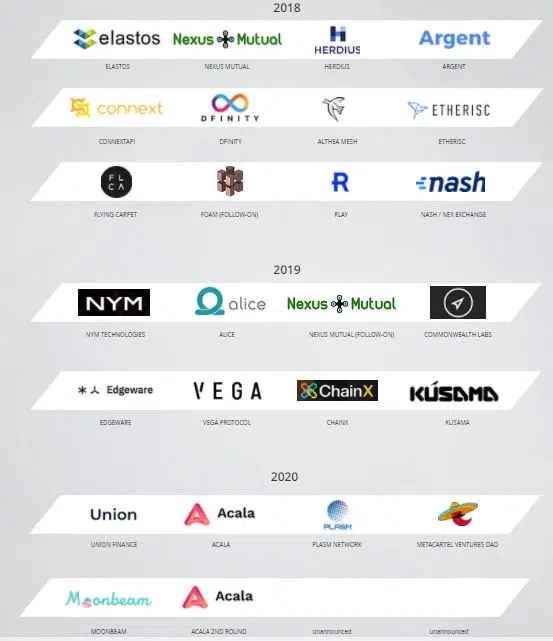 2018
elastos Nexus Mutual HERDIUS Argent
ELASTOS NEXUS MUTUAL HERDIUS ARGENT
connext DFINITY ETHERISC
CONNEXTAPI DFINITY ALTHEA MESH ETHERISC
FL CA R nash
FLYING CARPET FOAM (FOLLOW-ON) RLAY NASH / NEX EXCHANGE
2019
NYM alice Nexus Mutual
NYM TECHNOLOGIES ALICE NEXUS MUTUAL (FOLLOW-ON) COMMONWEALTH LABS
Edgeware VEGA ChainX KÚSAMA
EDGEWARE VEGA PROTOCOL CHAINX KUSAMA
2020
Union Acala PLASM
UNION FINANCE ACALA PLASM NETWORK METACARTEL VENTURES DAO
Moonbeam Acala
MOONBEAM ACALA 2ND ROUND unannounced unannounced